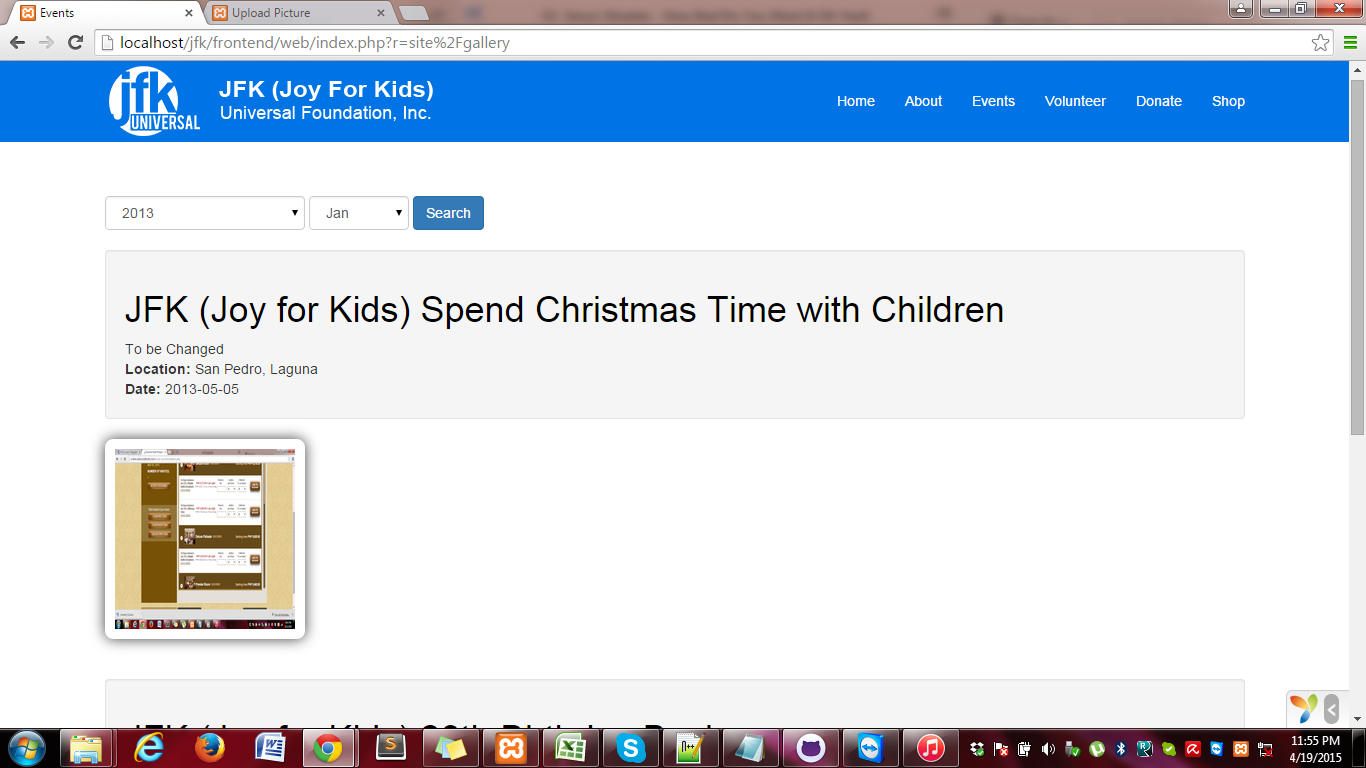 Events
Upload Picture
localhost/jfk/frontend/web/index.php?r=site%2Fgallery
jfk
UNIVERSAL
JFK (Joy For Kids)
Universal Foundation, Inc.
Home About Events Volunteer Donate Shop
2013 Jan Search
JFK (Joy for Kids) Spend Christmas Time with Children
To be Changed
Location: San Pedro, Laguna
Date: 2013-05-05
11:55 PM
4/19/2015